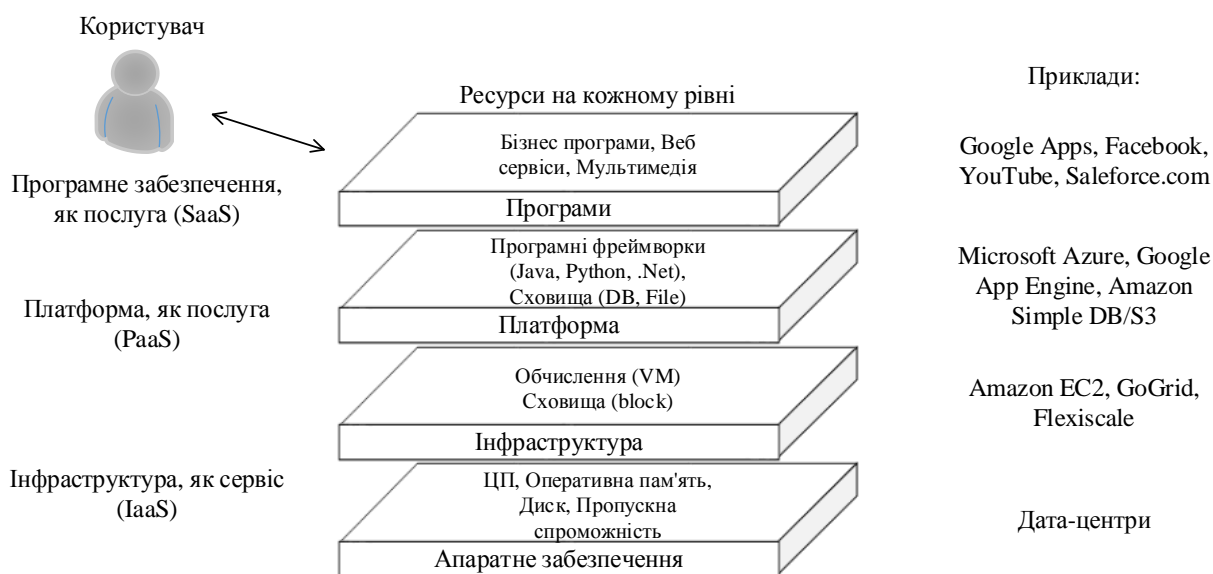 Користувач
Ресурси на кожному рівні
Приклади:
Бізнес програми, Веб
сервіси, Мультимедія
Програми
Google Apps, Facebook,
YouTube, Saleforce.com
Програмне забезпечення,
як послуга (SaaS)
Програмні фреймворки
(Java, Python, .Net),
Сховища (DB, File)
Платформа
Microsoft Azure, Google
App Engine, Amazon
Simple DB/S3
Платформа, як послуга
(PaaS)
Обчислення (VM)
Сховища (block)
Інфраструктура
Amazon EC2, GoGrid,
Flexiscale
Інфраструктура, як сервіс
(IaaS)
ЦП, Оперативна пам'ять,
Диск, Пропускна
спроможність
Апаратне забезпечення
Дата-центри